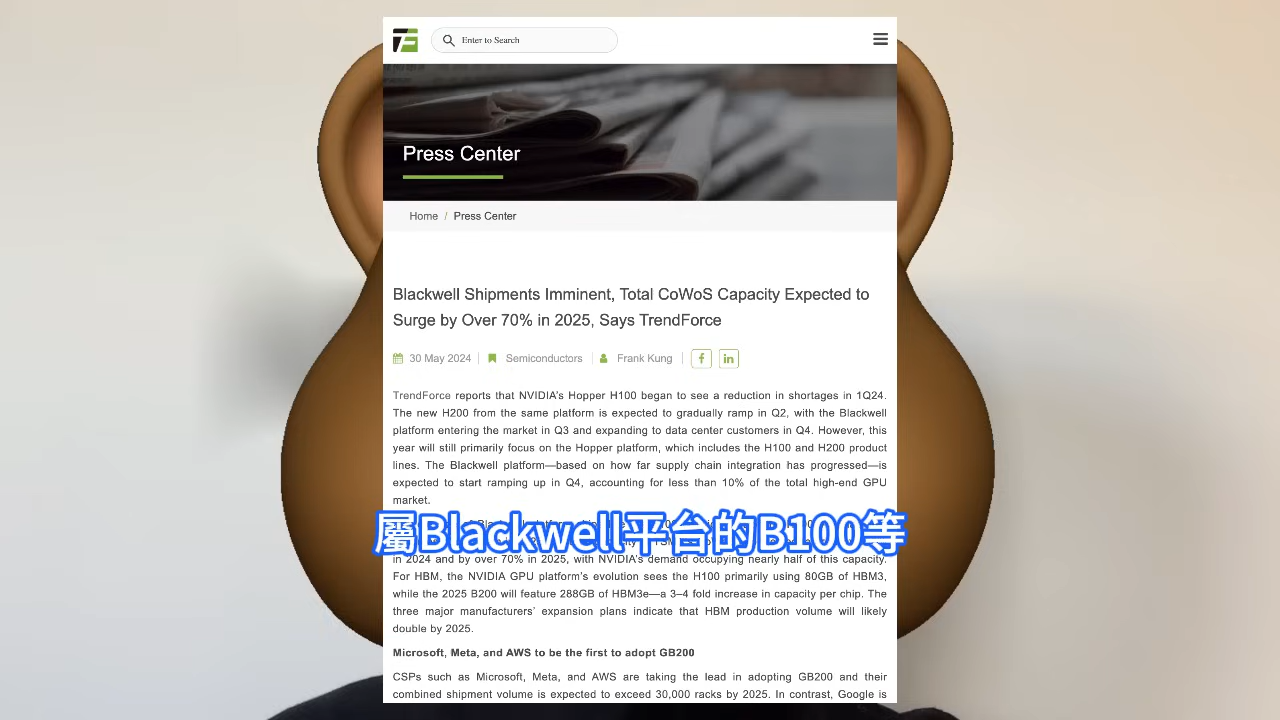 Enter to Search
Press Center
Home / Press Center
Blackwell Shipments Imminent, Total CoWoS Capacity Expected to
Surge by Over 70% in 2025, Says TrendForce
30 May 2024 Semiconductors Frank Kung
TrendForce reports that NVIDIA's Hopper H100 began to see a reduction in shortages in 1Q24.
The new H200 from the same platform is expected to gradually ramp in Q2, with the Blackwell
platform entering the market in Q3 and expanding to data center customers in Q4. However, this
year will still primarily focus on the Hopper platform, which includes the H100 and H200 product
lines. The Blackwell platform—based on how far supply chain integration has progressed—is
expected to start ramping up in Q4, accounting for less than 10% of the total high-end GPU
market.
屬Blackwell平台的B100等
in 2024 and by over 70% in 2025, with NVIDIA's demand occupying nearly half of this capacity.
For HBM, the NVIDIA GPU platform's evolution sees the H100 primarily using 80GB of HBM3,
while the 2025 B200 will feature 288GB of HBM3e—a 3–4 fold increase in capacity per chip. The
three major manufacturers' expansion plans indicate that HBM production volume will likely
double by 2025.
Microsoft, Meta, and AWS to be the first to adopt GB200
CSPs such as Microsoft, Meta, and AWS are taking the lead in adopting GB200 and their
combined shipment volume is expected to exceed 30,000 racks by 2025. In contrast, Google is